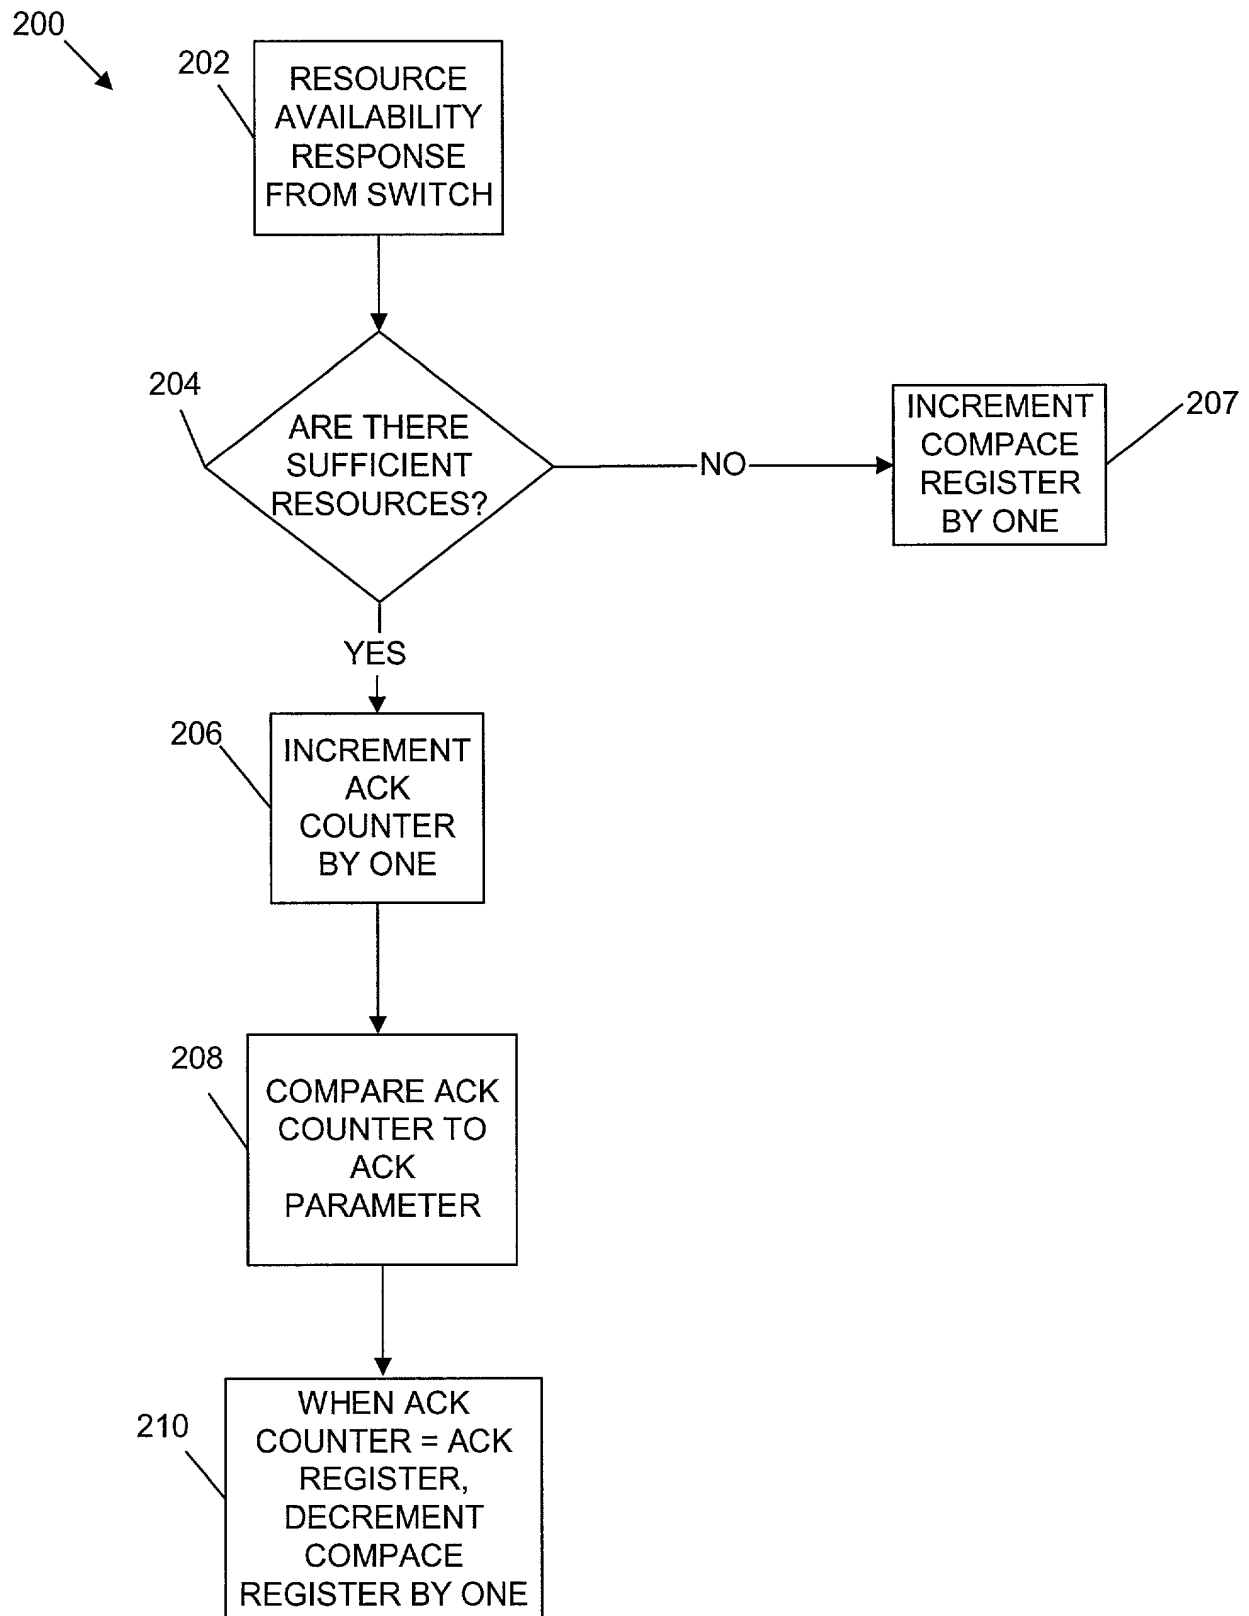 200
202
RESOURCE
AVAILABILITY
RESPONSE
FROM SWITCH
204
ARE THERE
SUFFICIENT
RESOURCES?
NO
INCREMENT
COMPACE
REGISTER
BY ONE
207
YES
206
INCREMENT
ACK
COUNTER
BY ONE
208
COMPARE ACK
COUNTER TO
ACK
PARAMETER
210
WHEN ACK
COUNTER = ACK
REGISTER,
DECREMENT
COMPACE
REGISTER BY ONE